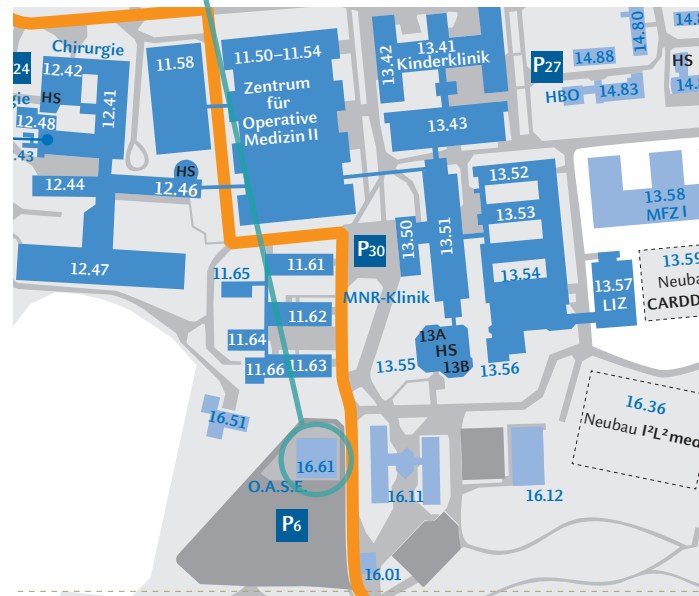 14.8
14.80
13.41
Kinderklinik
13.42
11.50–11.54
Zentrum
für
Operative
Medizin II
11.58
Chirurgie
24
12.42
12.41
HS
gie
12.48
.43
P27
14.88
HS
HBO
14.83
14.
13.43
HS
12.44
12.46
13.52
13.53
13.54
13.51
13.50
13.58
MFZ I
P30
12.47
11.61
11.65
MNR-Klinik
13.57
LIZ
13.59
Neuba
CARDD
11.62
11.64
11.66
11.63
13A
HS
13B
13.55
13.56
16.51
16.36
Neubau I²L²med
16.61
O.A.S.E.
16.11
16.12
P6
16.01